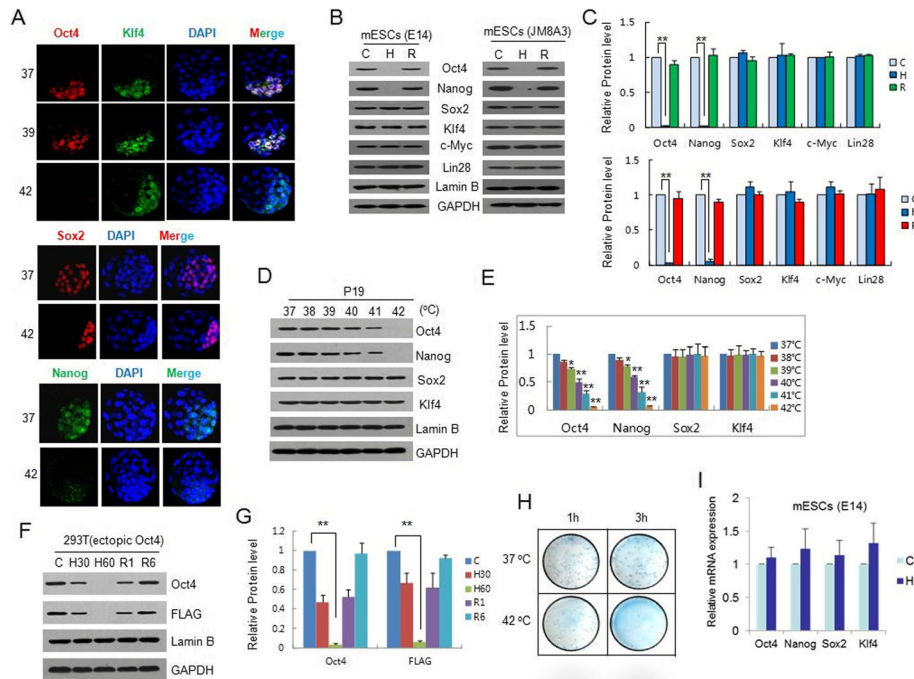 A
Oct4 Klf4 DAPI Merge
37
39
42
Sox2 DAPI Merge
37
42
Nanog DAPI Merge
37
42
B
mESCs (E14) mESCs (JM8A3)
C H R C H R
Oct4
Nanog
Sox2
Klf4
c-Myc
Lin28
Lamin B
GAPDH
C
Relative Protein level
1.5
1
0.5
0
** **
C
H
R
Oct4 Nanog Sox2 Klf4 c-Myc Lin28
1.5
1
0.5
0
** **
Oct4 Nanog Sox2 Klf4 c-Myc Lin28
D
P19
37 38 39 40 41 42 (ºC)
Oct4
Nanog
Sox2
Klf4
Lamin B
GAPDH
E
Relative Protein level
1.5
1
0.5
0
* ** ** **
* ** ** **
37ºC
38ºC
39ºC
40ºC
41ºC
42ºC
Oct4 Nanog Sox2 Klf4
F
293T(ectopic Oct4)
C H30 H60 R1 R6
Oct4
FLAG
Lamin B
GAPDH
G
Relative Protein level
1.2
1
0.8
0.6
0.4
0.2
0
** **
C
H30
H60
R1
R6
Oct4 FLAG
H
1h 3h
37 ºC
42 ºC
I
mESCs (E14)
Relative mRNA expression
2
1.5
1
0.5
0
C
H
Oct4 Nanog Sox2 Klf4